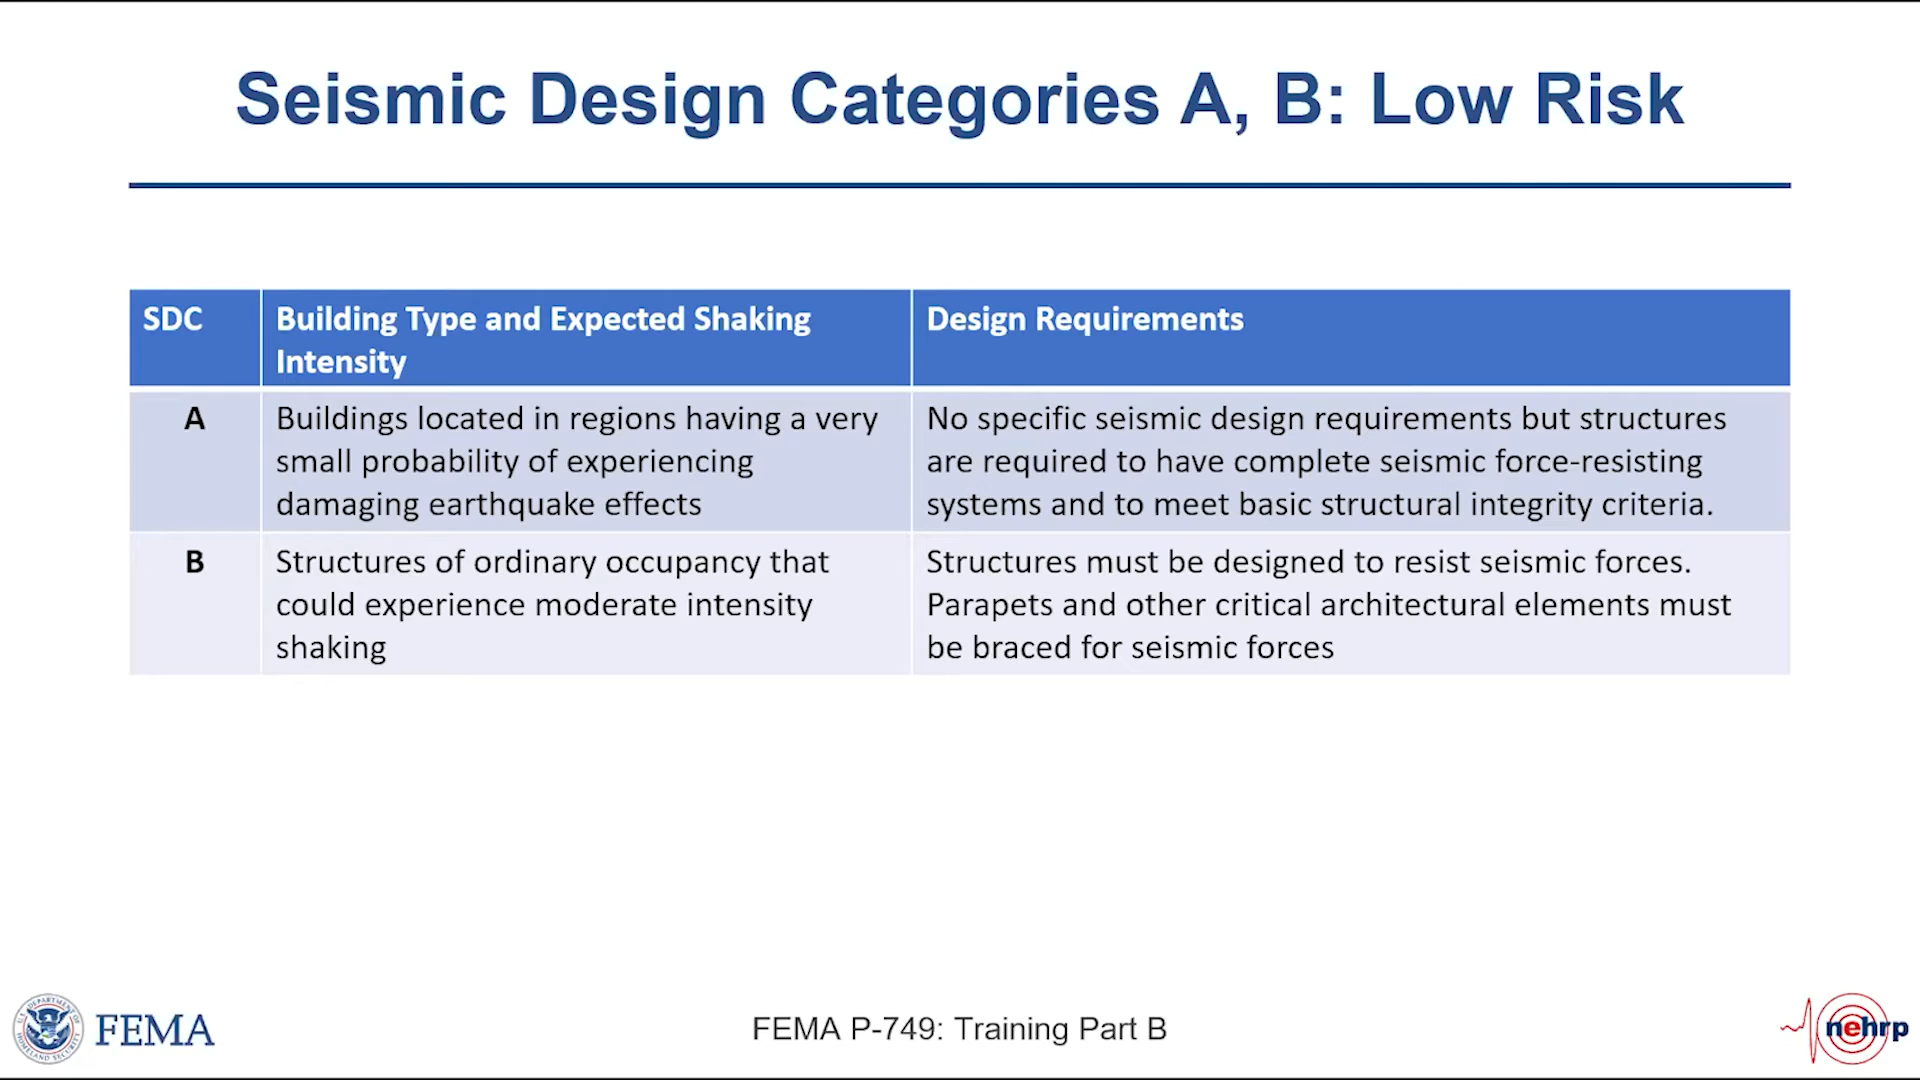 Seismic Design Categories A, B: Low Risk
SDC
Building Type and Expected Shaking
Intensity
Design Requirements
A
Buildings located in regions having a very
small probability of experiencing
damaging earthquake effects
No specific seismic design requirements but structures
are required to have complete seismic force-resisting
systems and to meet basic structural integrity criteria.
B
Structures of ordinary occupancy that
could experience moderate intensity
shaking
Structures must be designed to resist seismic forces.
Parapets and other critical architectural elements must
be braced for seismic forces
FEMA
FEMA P-749: Training Part B
nehrp